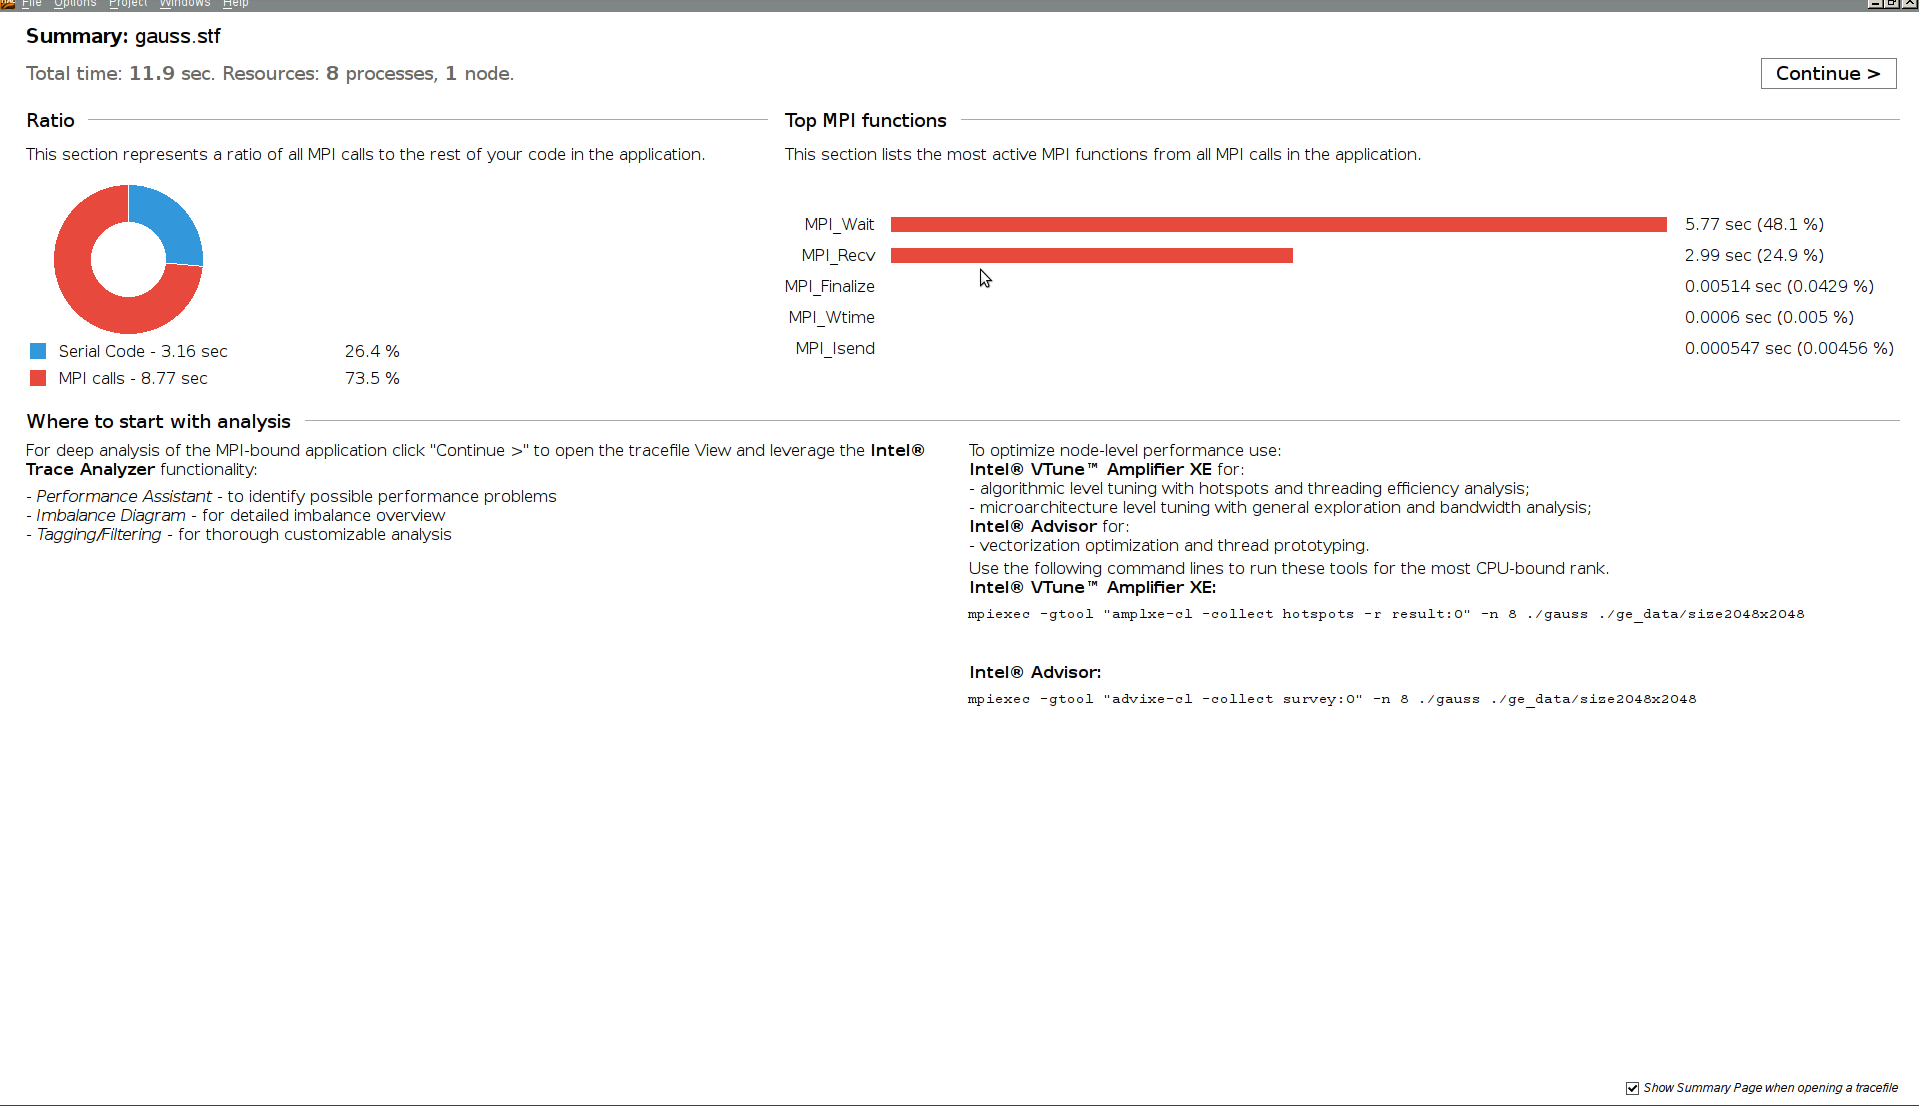 File Options Project Windows Help
Summary: gauss.stf
Total time: 11.9 sec. Resources: 8 processes, 1 node.
Continue >
Ratio
This section represents a ratio of all MPI calls to the rest of your code in the application.
Serial Code - 3.16 sec 26.4 %
MPI calls - 8.77 sec 73.5 %
Top MPI functions
This section lists the most active MPI functions from all MPI calls in the application.
MPI_Wait 5.77 sec (48.1 %)
MPI_Recv 2.99 sec (24.9 %)
MPI_Finalize 0.00514 sec (0.0429 %)
MPI_Wtime 0.0006 sec (0.005 %)
MPI_Isend 0.000547 sec (0.00456 %)
Where to start with analysis
For deep analysis of the MPI-bound application click "Continue >" to open the tracefile View and leverage the Intel®
Trace Analyzer functionality:
- Performance Assistant - to identify possible performance problems
- Imbalance Diagram - for detailed imbalance overview
- Tagging/Filtering - for thorough customizable analysis
To optimize node-level performance use:
Intel® VTune™ Amplifier XE for:
- algorithmic level tuning with hotspots and threading efficiency analysis;
- microarchitecture level tuning with general exploration and bandwidth analysis;
Intel® Advisor for:
- vectorization optimization and thread prototyping.
Use the following command lines to run these tools for the most CPU-bound rank.
Intel® VTune™ Amplifier XE:
mpiexec -gtool "amplxe-cl -collect hotspots -r result:0" -n 8 ./gauss ./ge_data/size2048x2048
Intel® Advisor:
mpiexec -gtool "advixe-cl -collect survey:0" -n 8 ./gauss ./ge_data/size2048x2048
Show Summary Page when opening a tracefile